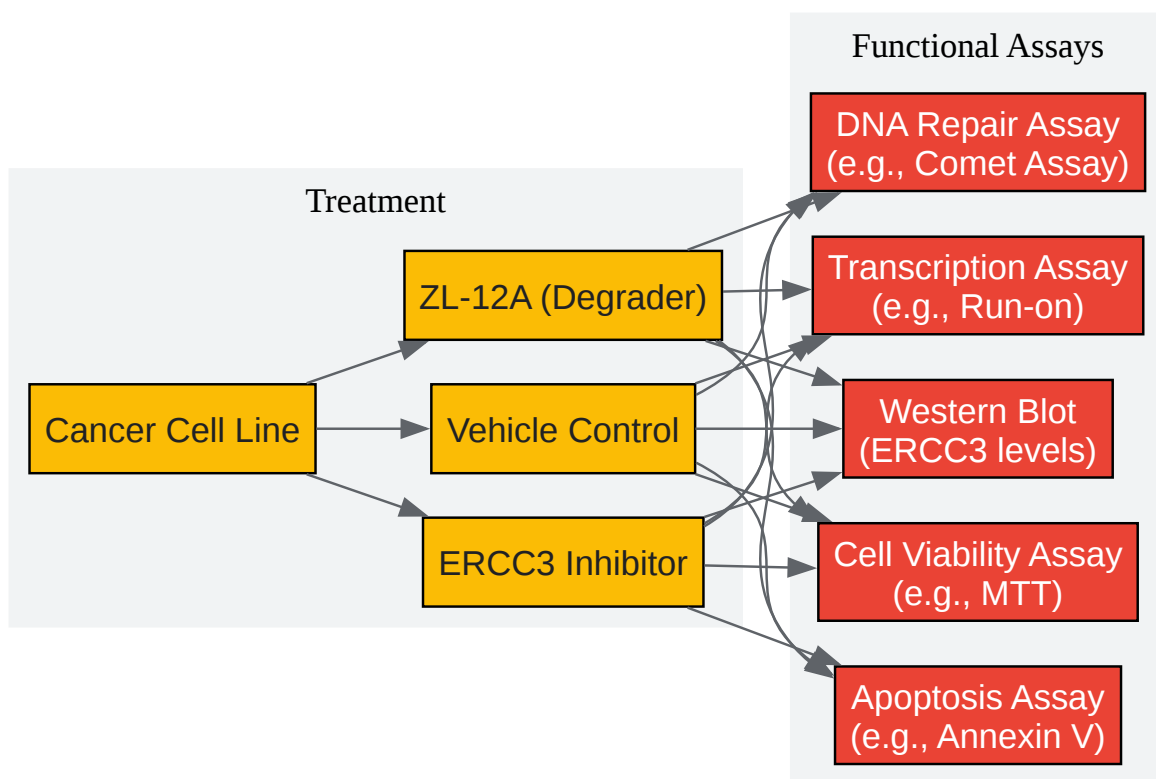 Functional Assays
DNA Repair Assay
(e.g., Comet Assay)
Treatment
ZL-12A (Degrader)
Transcription Assay
(e.g., Run-on)
Cancer Cell Line
Vehicle Control
Western Blot
(ERCC3 levels)
ERCC3 Inhibitor
Cell Viability Assay
(e.g., MTT)
Apoptosis Assay
(e.g., Annexin V)